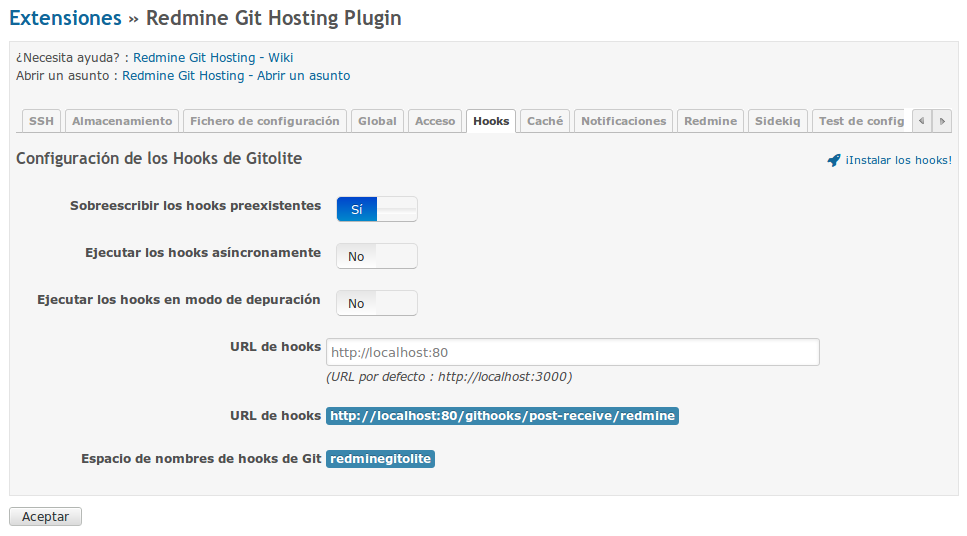 Extensiones » Redmine Git Hosting Plugin
¿Necesita ayuda? : Redmine Git Hosting - Wiki
Abrir un asunto : Redmine Git Hosting - Abrir un asunto
SSH Almacenamiento Fichero de configuración Global Acceso Hooks Caché Notificaciones Redmine Sidekiq Test de config
Configuración de los Hooks de Gitolite
¡Instalar los hooks!
Sobreescribir los hooks preexistentes Sí
Ejecutar los hooks asíncronamente No
Ejecutar los hooks en modo de depuración No
URL de hooks http://localhost:80
(URL por defecto : http://localhost:3000)
URL de hooks http://localhost:80/githooks/post-receive/redmine
Espacio de nombres de hooks de Git redminegitolite
Aceptar